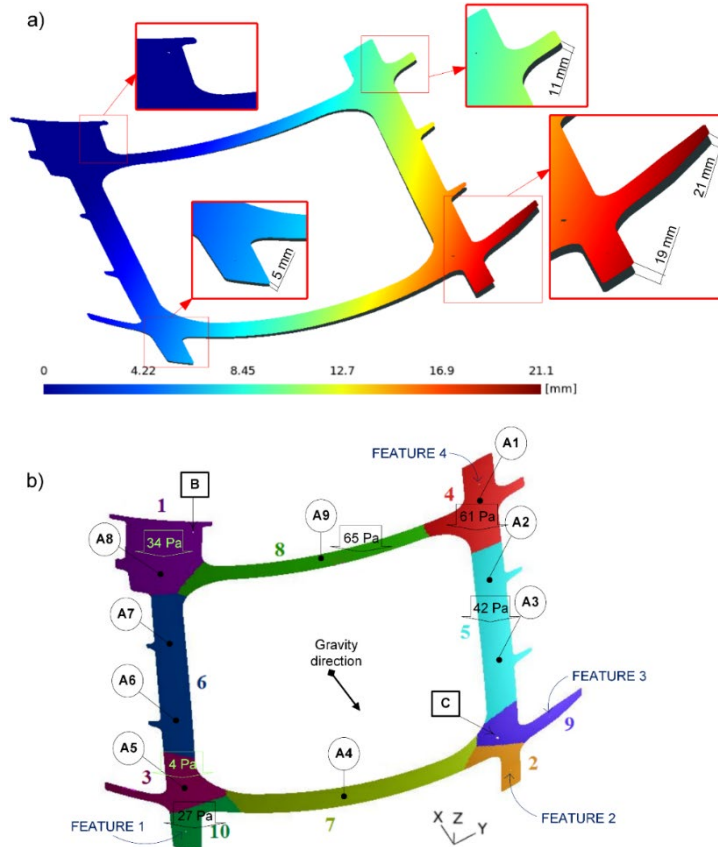 a)
11 mm
21 mm
19 mm
5 mm
0 4.22 8.45 12.7 16.9 21.1
[mm]
b)
FEATURE 4
A1
1
B
4
A9
61 Pa
A2
34 Pa
65 Pa
A8
8
A7
42 Pa
A3
5
Gravity
direction
6
FEATURE 3
A6
C
9
A5
A4
4 Pa
3
2
27 Pa
7
X Z Y
FEATURE 1
10
FEATURE 2